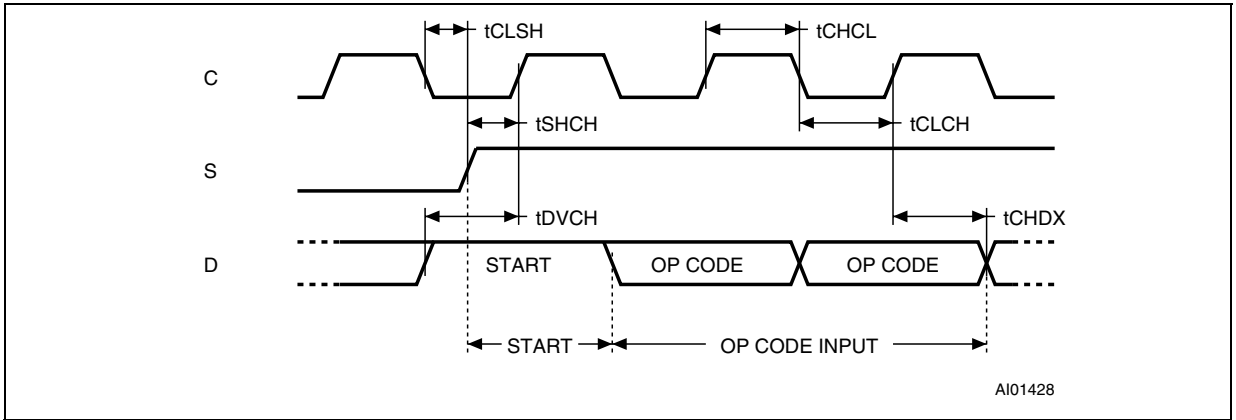 tCLSH tCHCL
C
tSHCH tCLCH
S
tDVCH tCHDX
D START OP CODE OP CODE
START OP CODE INPUT
AI01428